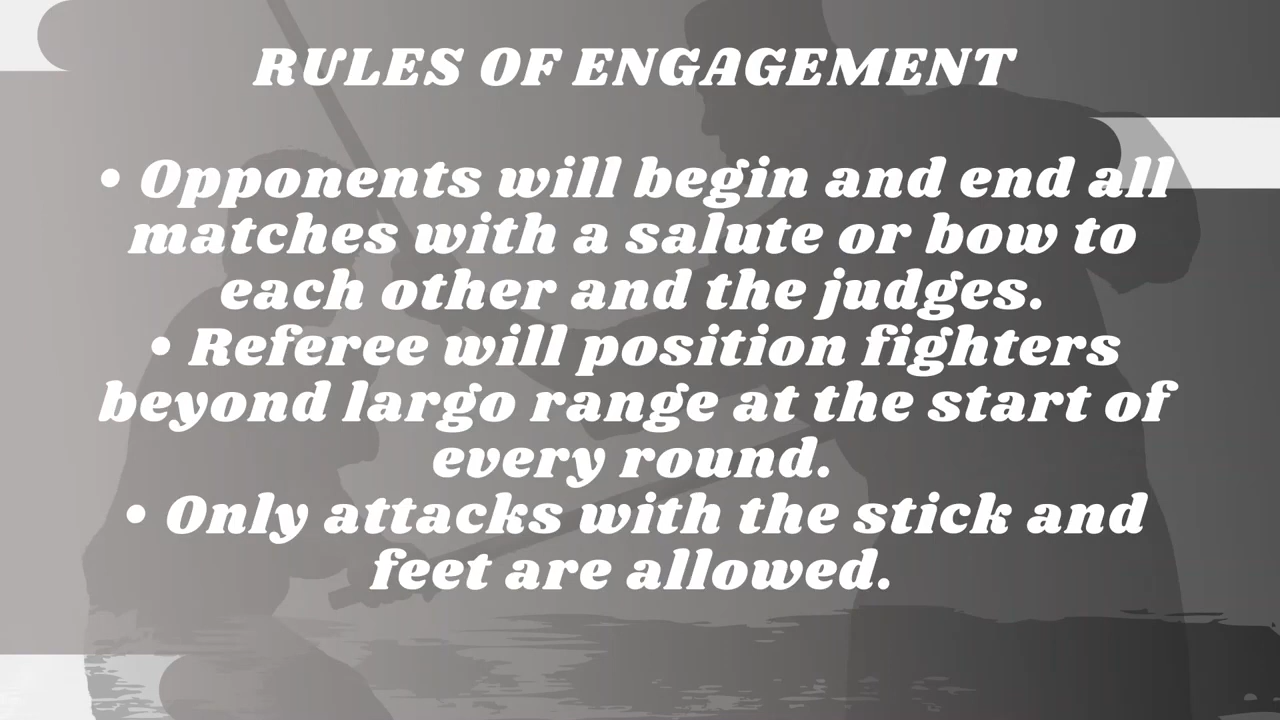 RULES OF ENGAGEMENT
• Opponents will begin and end all
matches with a salute or bow to
each other and the judges.
• Referee will position fighters
beyond largo range at the start of
every round.
• Only attacks with the stick and
feet are allowed.